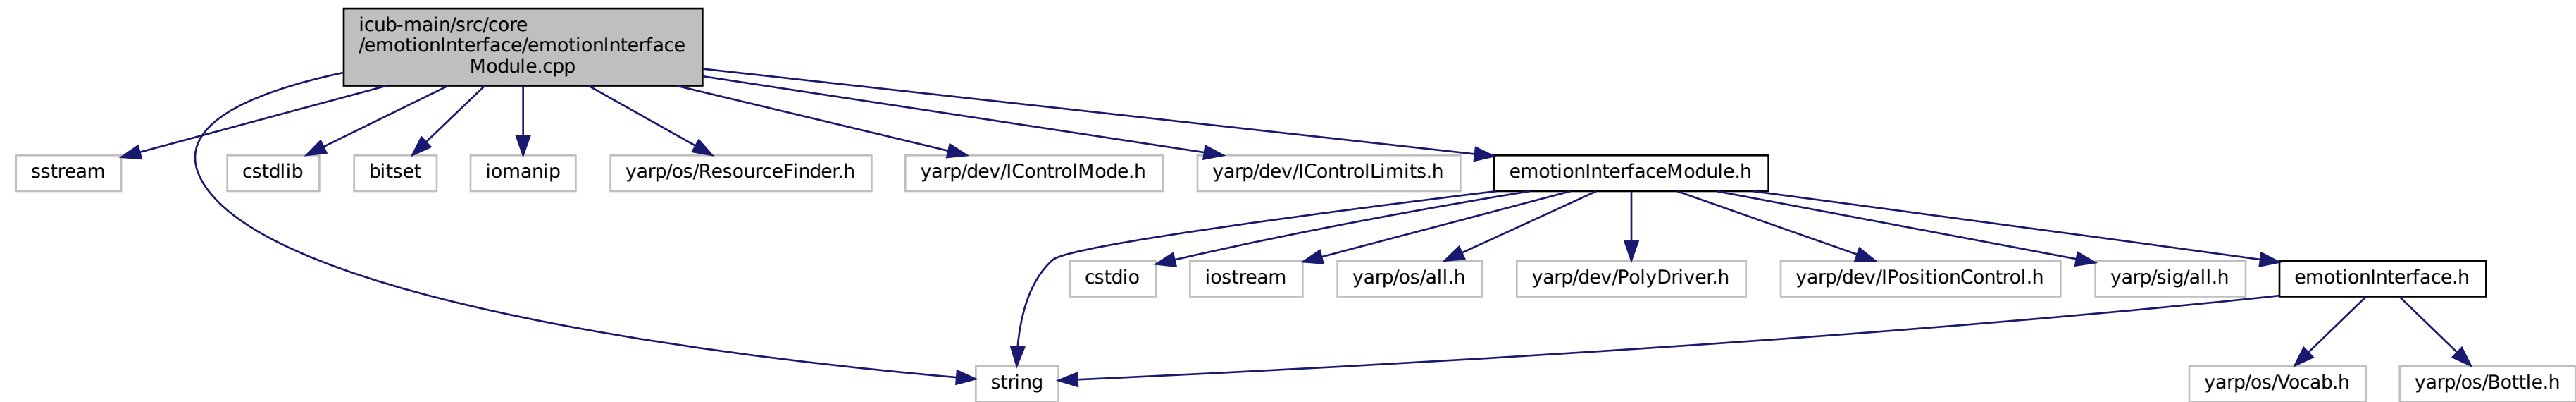 icub-main/src/core
/emotionInterface/emotionInterface
Module.cpp
sstream
cstdlib
bitset
iomanip
yarp/os/ResourceFinder.h
yarp/dev/IControlMode.h
yarp/dev/IControlLimits.h
emotionInterfaceModule.h
cstdio
iostream
yarp/os/all.h
yarp/dev/PolyDriver.h
yarp/dev/IPositionControl.h
yarp/sig/all.h
emotionInterface.h
string
yarp/os/Vocab.h
yarp/os/Bottle.h